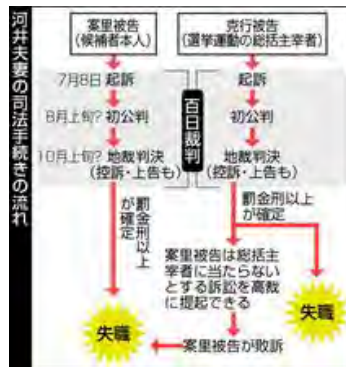 河井夫妻の司法手続きの流れ
案里被告
(候補者本人)
克行被告
(選挙運動の総括主宰者)
7月8日 起訴
起訴
8月上旬? 初公判
初公判
百日裁判
10月上旬? 地裁判決
(控訴・上告も)
地裁判決
(控訴・上告も)
罰金刑以上
が確定
罰金刑以上
が確定
案里被告は総括主
宰者に当たらない
とする訴訟を高裁
に提起できる
失職
失職
案里被告が敗訴